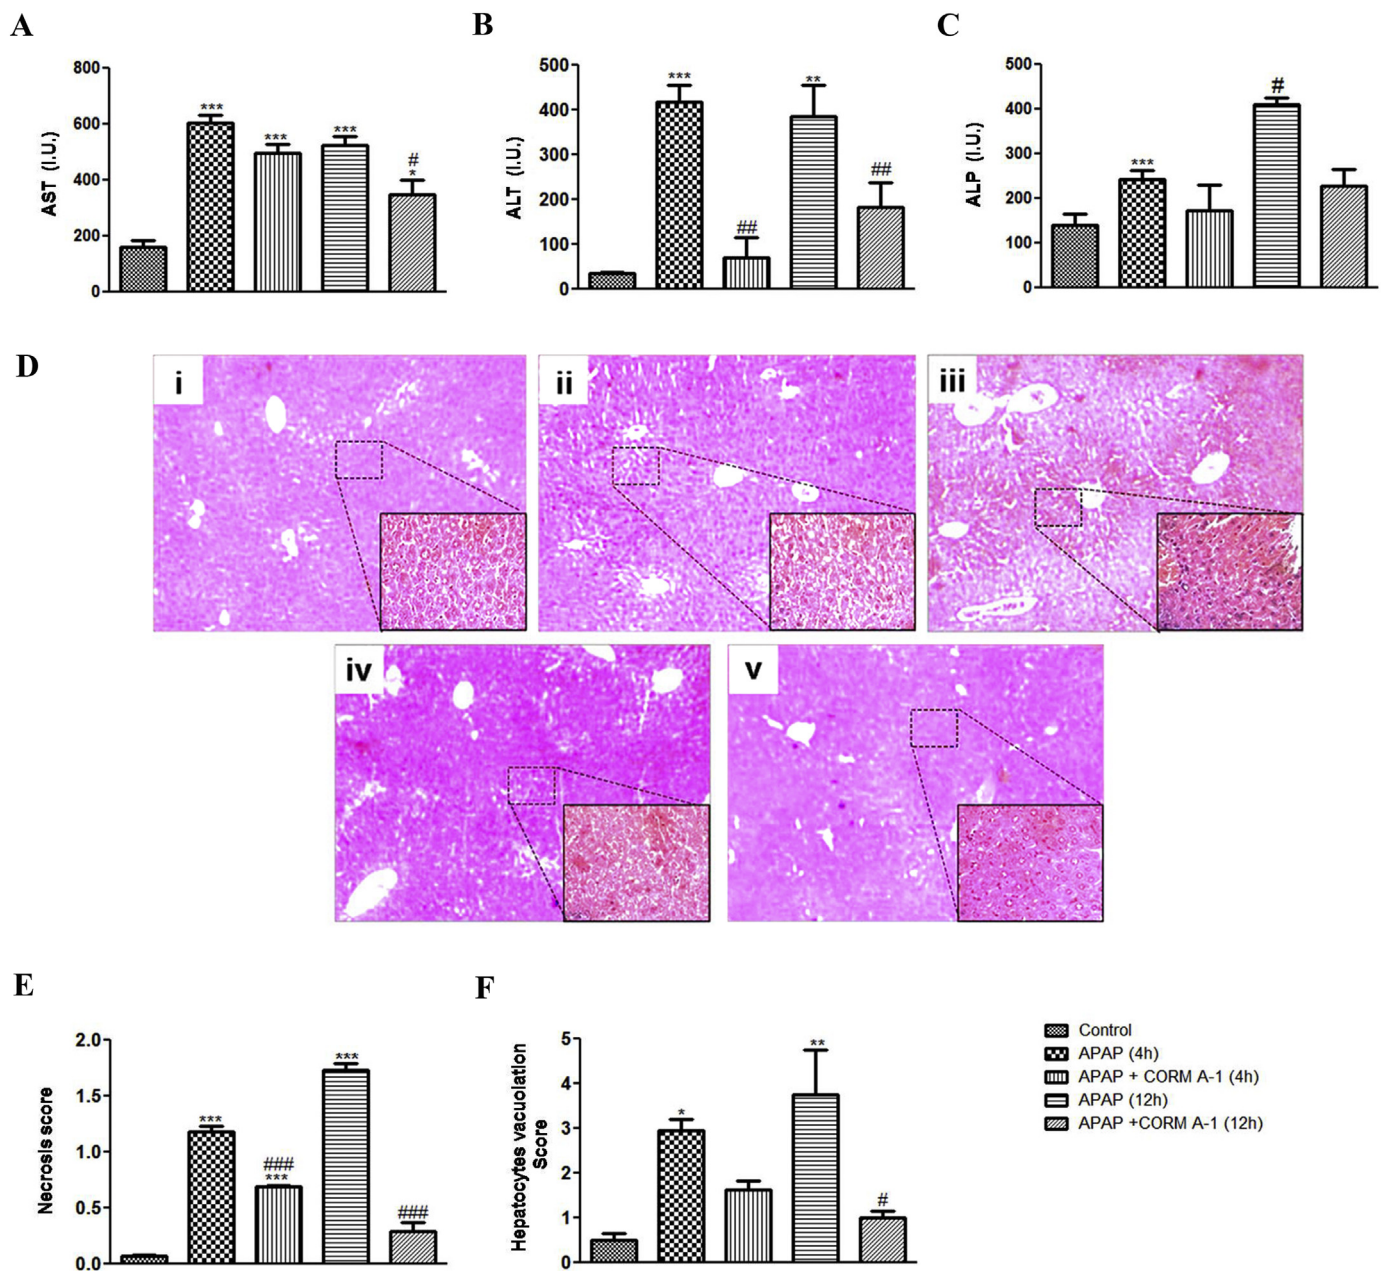 A
B
C
AST (I.U.)
800
600
400
200
0
***
***
***
#
*
ALT (I.U.)
500
400
300
200
100
0
***
##
**
##
ALP (I.U.)
500
400
300
200
100
0
***
#
D
i
ii
iii
iv
v
E
F
Necrosis score
2.0
1.5
1.0
0.5
0.0
***
###
***
***
###
Hepatocytes vacuolation
Score
5
4
3
2
1
0
*
**
#
Control
APAP (4h)
APAP + CORM A-1 (4h)
APAP (12h)
APAP +CORM A-1 (12h)